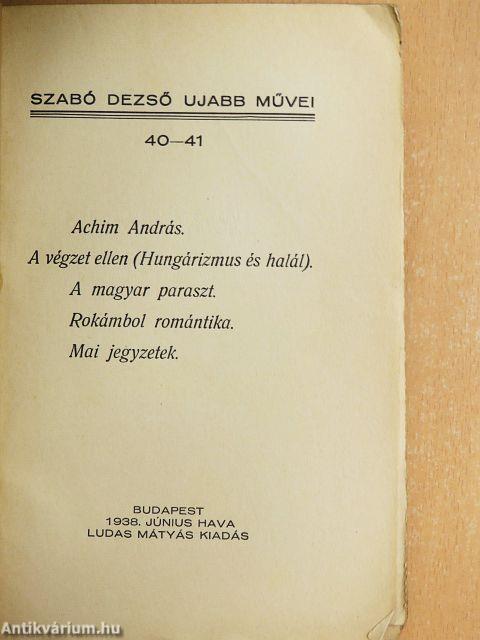 SZABÓ DEZSŐ UJABB MŰVEI
40—41
Achim András.
A végzet ellen (Hungárizmus és halál).
A magyar paraszt.
Rokámbol romántika.
Mai jegyzetek.
BUDAPEST
1938. JÚNIUS HAVA
LUDAS MÁTYÁS KIADÁS
Antikvárium.hu